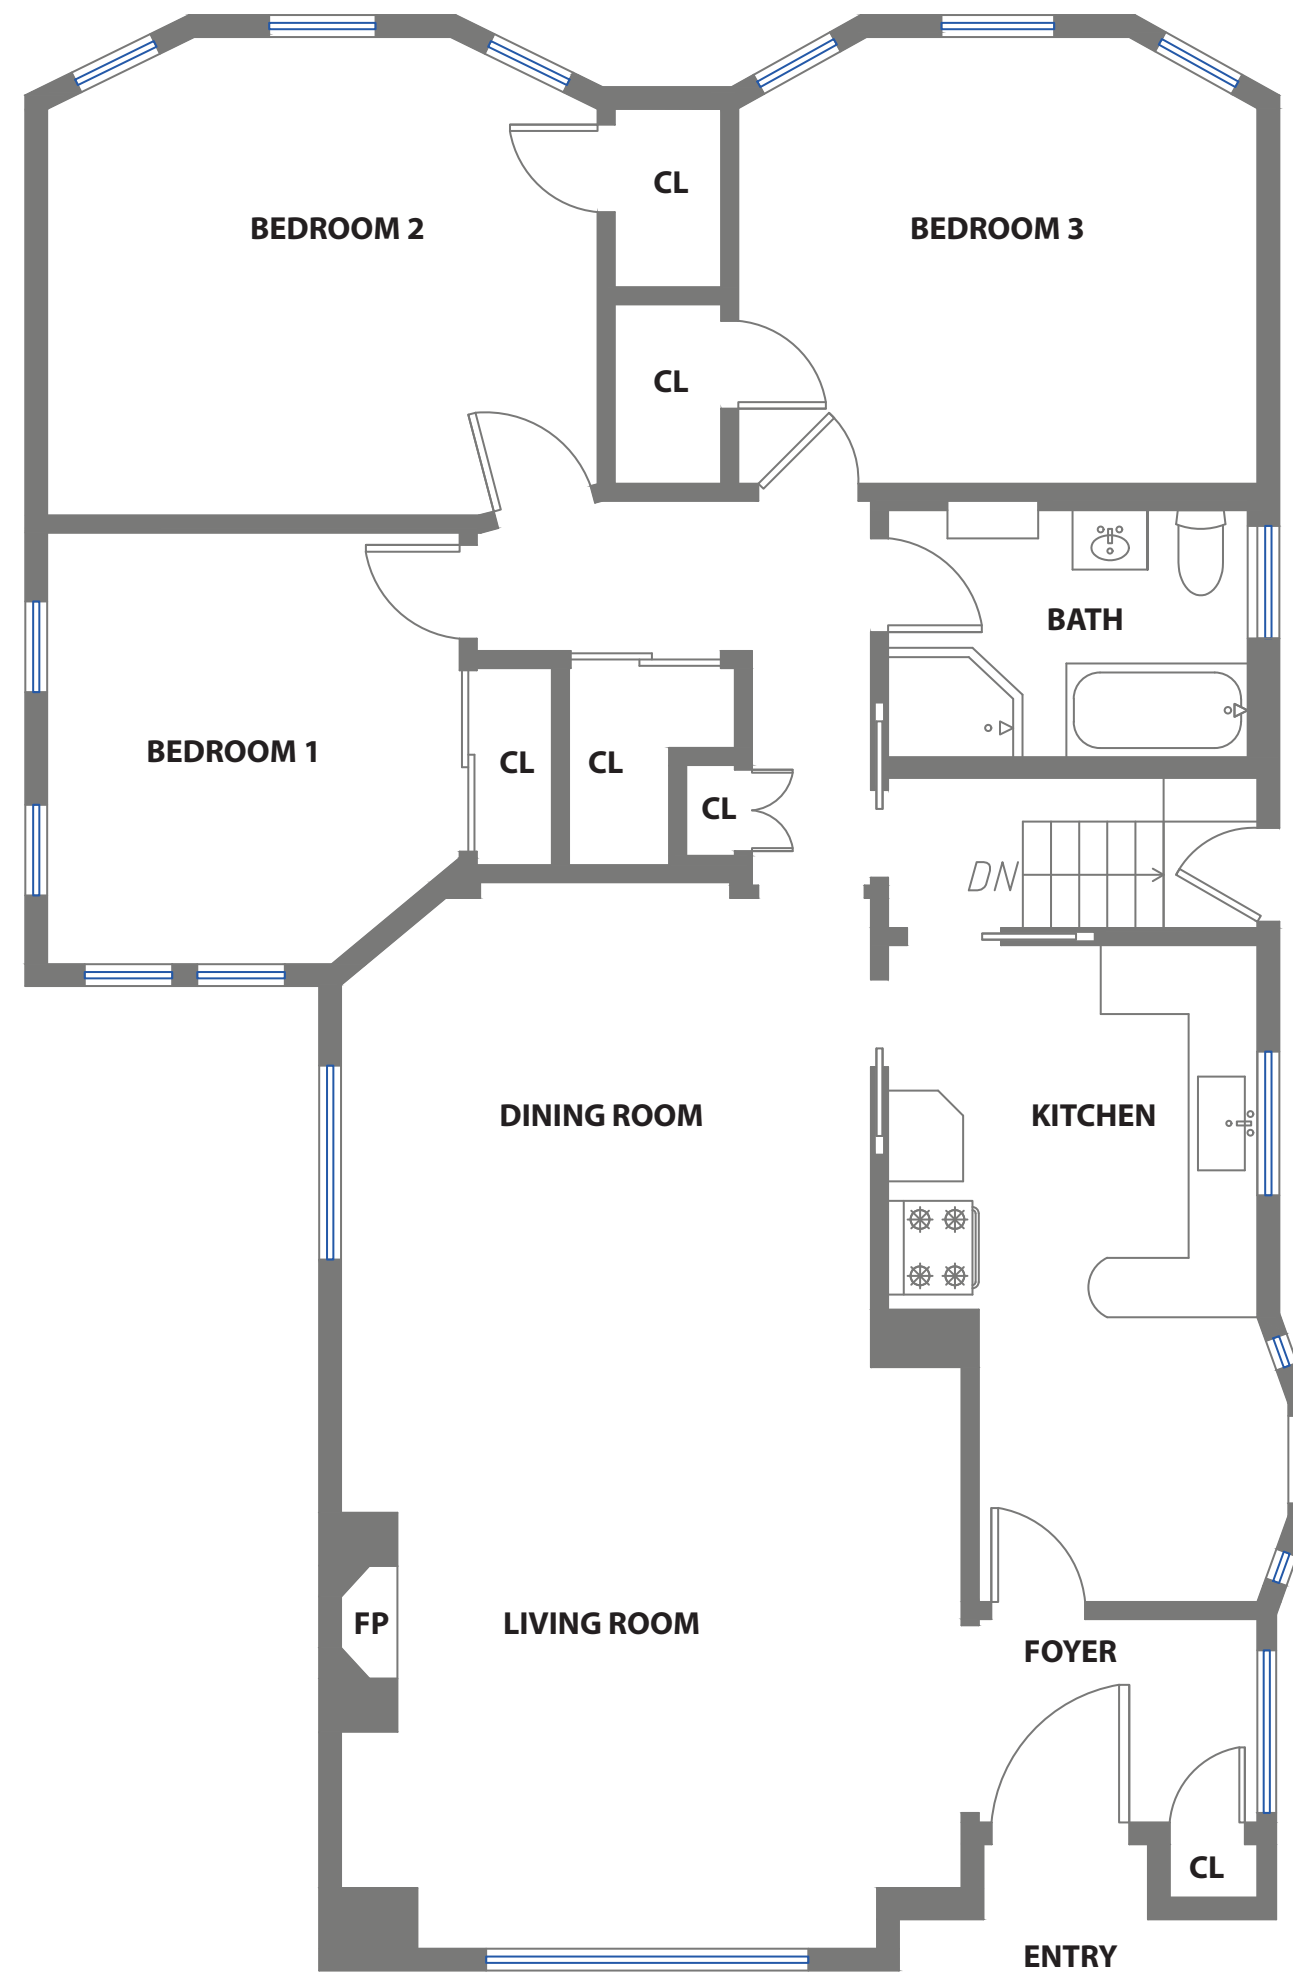 CL
BEDROOM 2
BEDROOM 3
CL
BATH
BEDROOM 1
CL
CL
CL
DN
DINING ROOM
KITCHEN
FP
LIVING ROOM
FOYER
CL
ENTRY